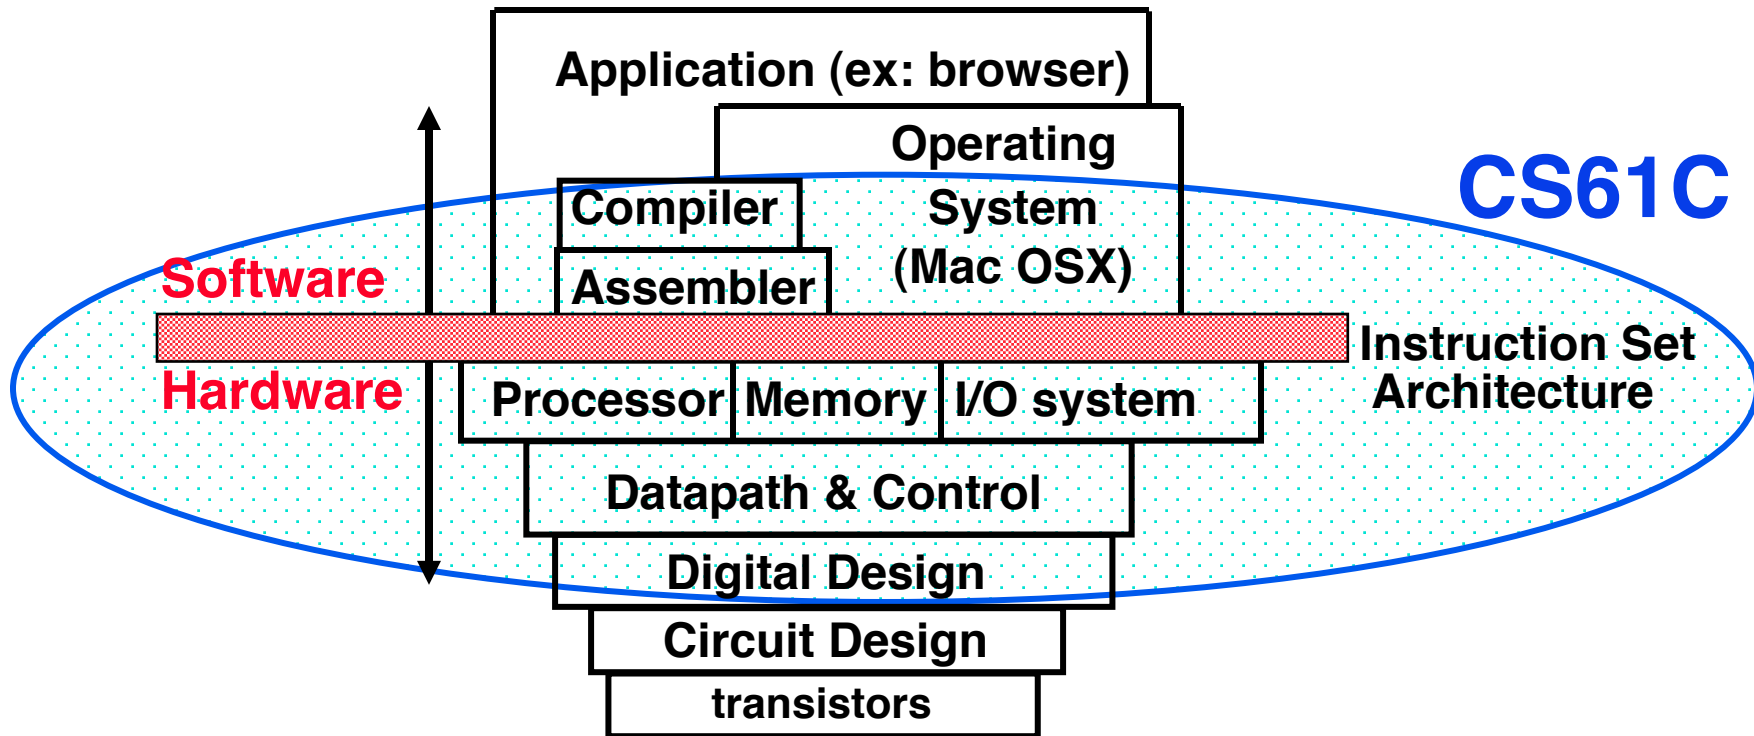 Application (ex: browser)
Operating
System
(Mac OSX)
CS61C
Compiler
Assembler
Software
Hardware
Instruction Set
Architecture
Processor
Memory
I/O system
Datapath & Control
Digital Design
Circuit Design
transistors